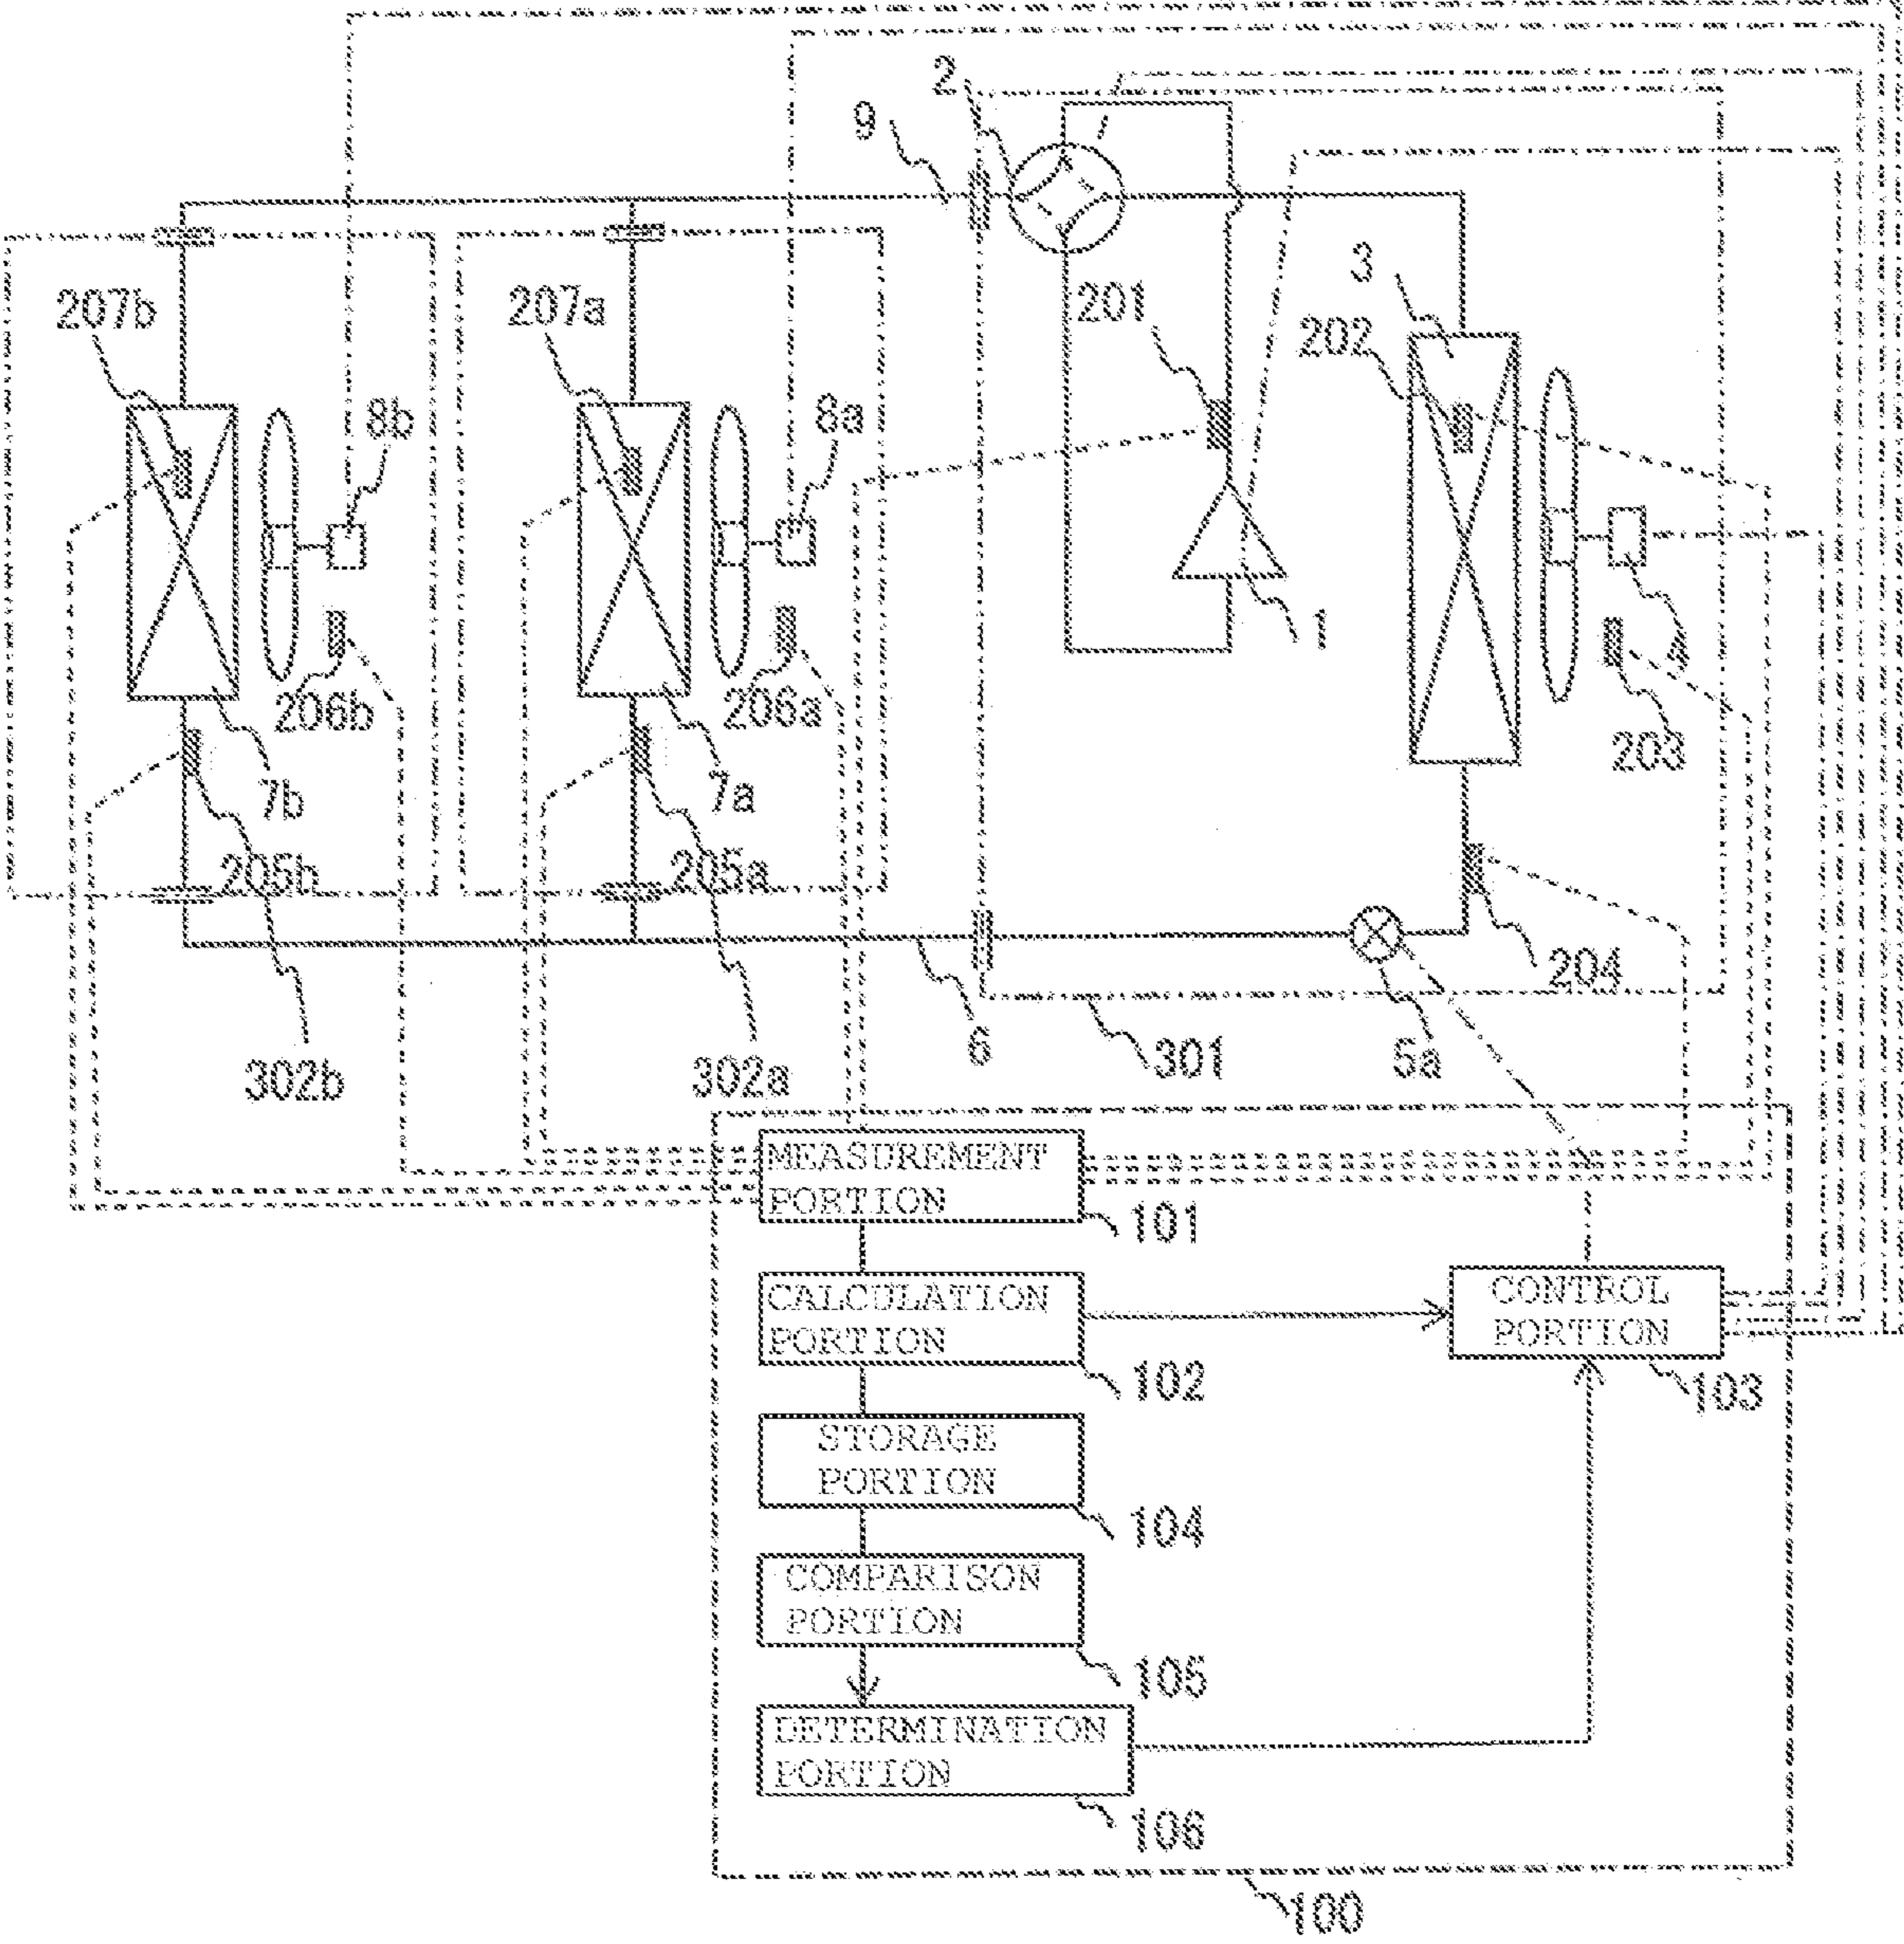 2
9
3
207b
207a
201
202
8b
8a
1
4
206b
206a
203
7b
7a
205b
205a
204
6
301
5a
302b
302a
MEASUREMENT
PORTION
101
CALCULATION
PORTION
102
CONTROL
PORTION
103
STORAGE
PORTION
104
COMPARISON
PORTION
105
DETERMINATION
PORTION
106
100